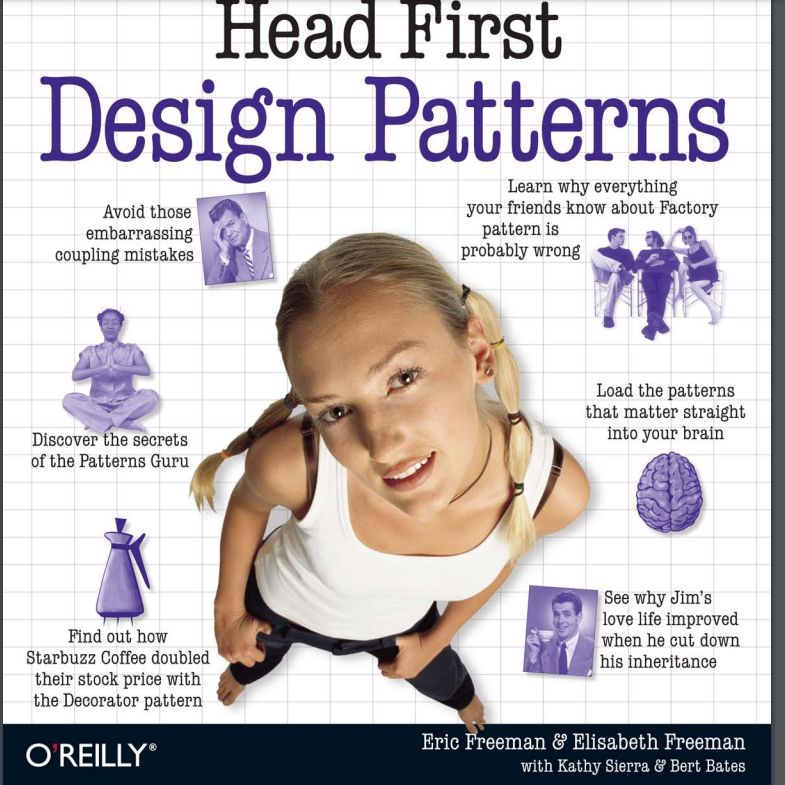 Head First
Design Patterns
Avoid those
embarrassing
coupling mistakes
Learn why everything
your friends know about Factory
pattern is
probably wrong
Discover the secrets
of the Patterns Guru
Load the patterns
that matter straight
into your brain
Find out how
Starbuzz Coffee doubled
their stock price with
the Decorator pattern
See why Jim's
love life improved
when he cut down
his inheritance
O'REILLY®
Eric Freeman & Elisabeth Freeman
with Kathy Sierra & Bert Bates